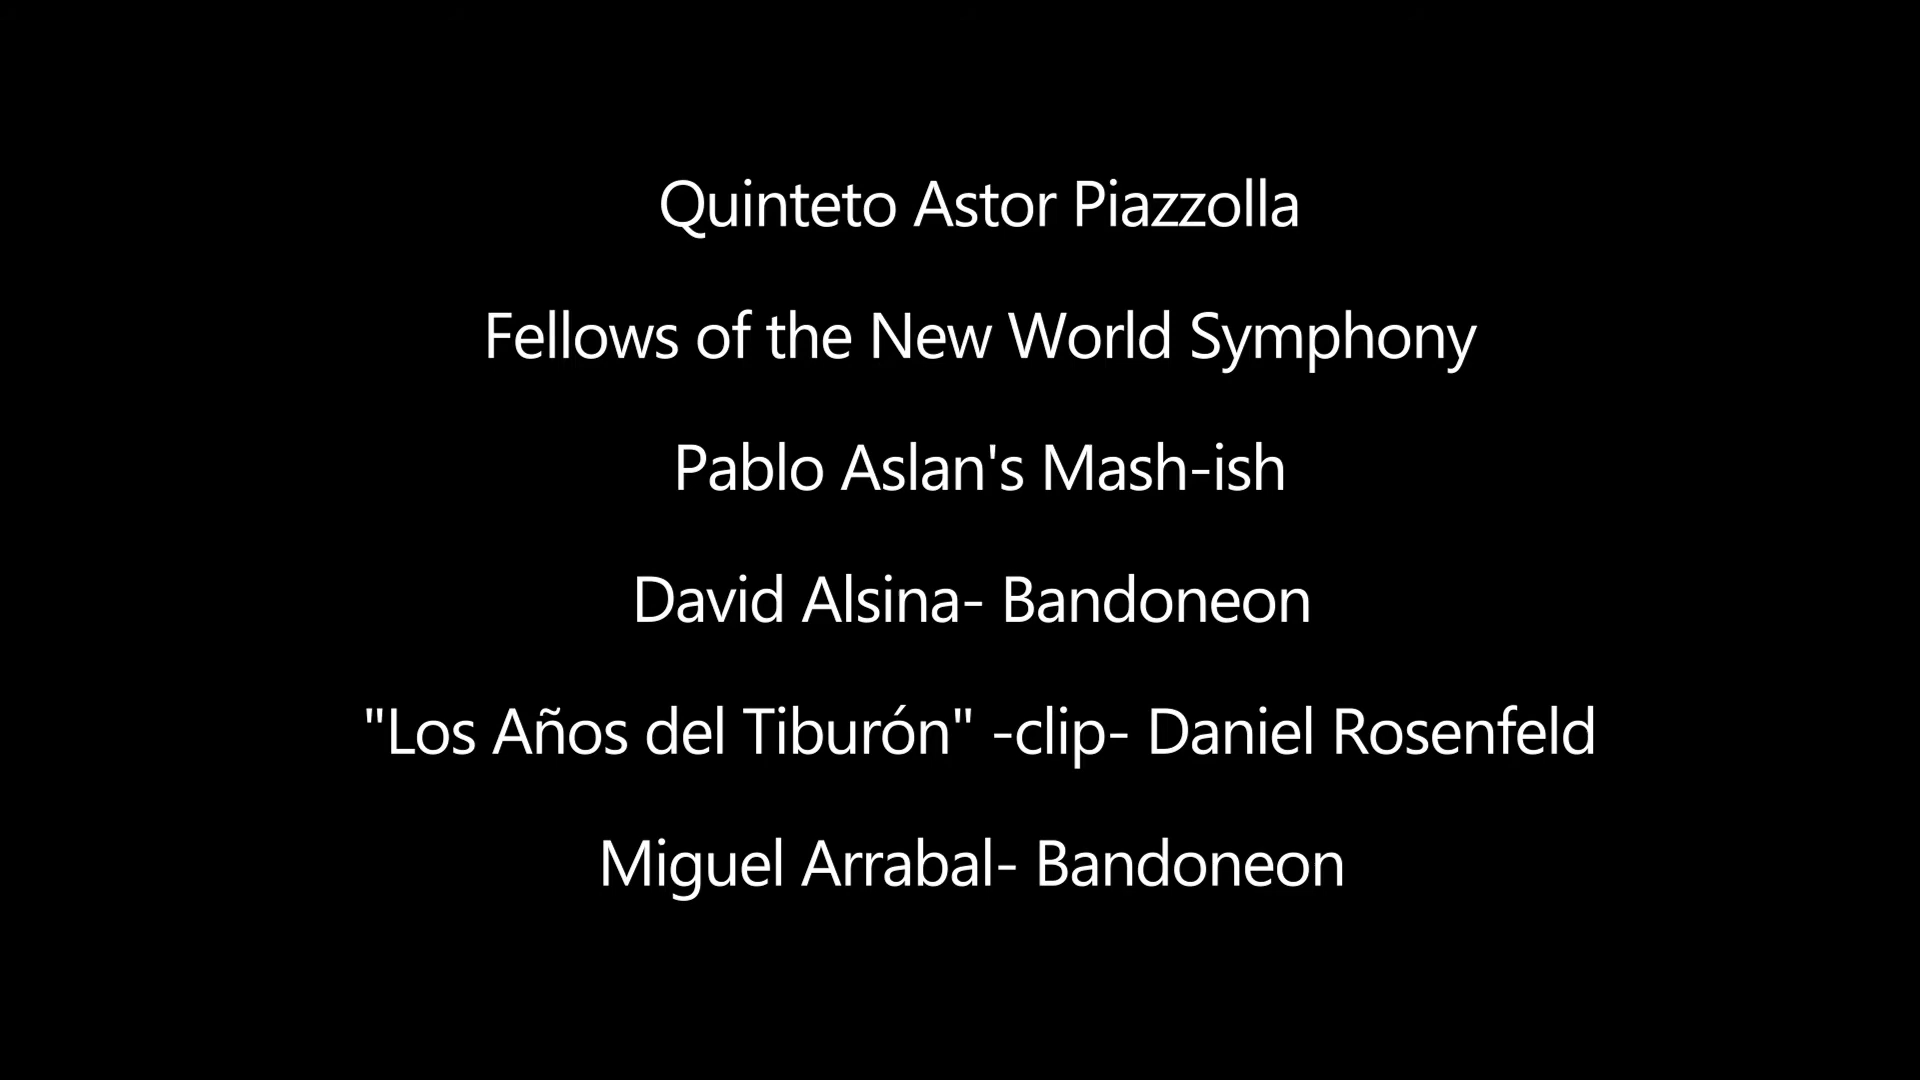 Quinteto Astor Piazzolla
Fellows of the New World Symphony
Pablo Aslan's Mash-ish
David Alsina- Bandoneon
"Los Años del Tiburón" -clip- Daniel Rosenfeld
Miguel Arrabal- Bandoneon